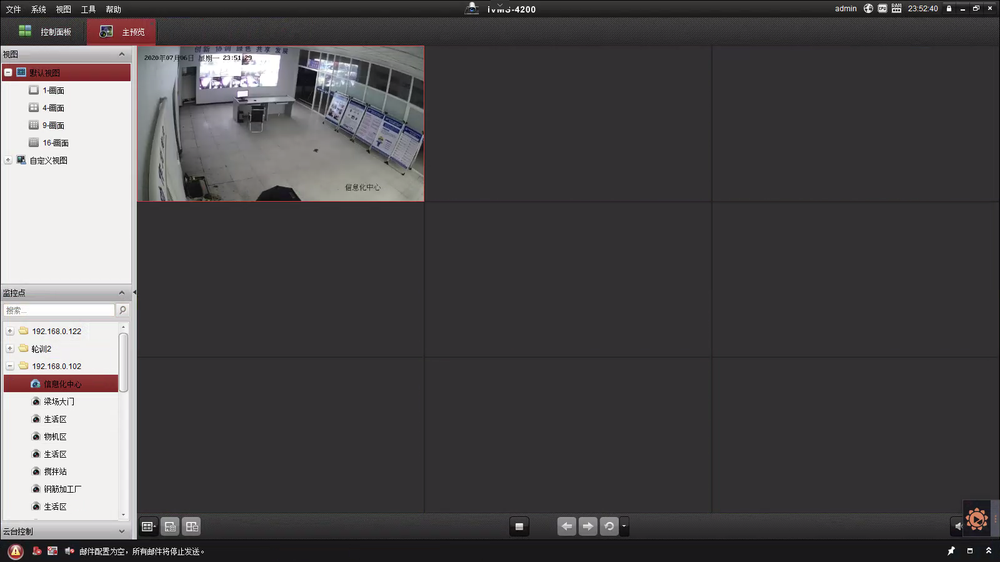 文件 系统 视图 工具 帮助
iVMS-4200
admin
CPU
RAM
23:52:40
控制面板
主预览
视图
默认视图
1-画面
4-画面
9-画面
16-画面
自定义视图
创新 协调 绿色 共享 发展
2020年07月06日 星期一 23:51:29
信息化中心
监控点
搜索...
192.168.0.122
轮训2
192.168.0.102
信息化中心
梁场大门
生活区
物机区
生活区
搅拌站
钢筋加工厂
生活区
云台控制
邮件配置为空，所有邮件将停止发送。